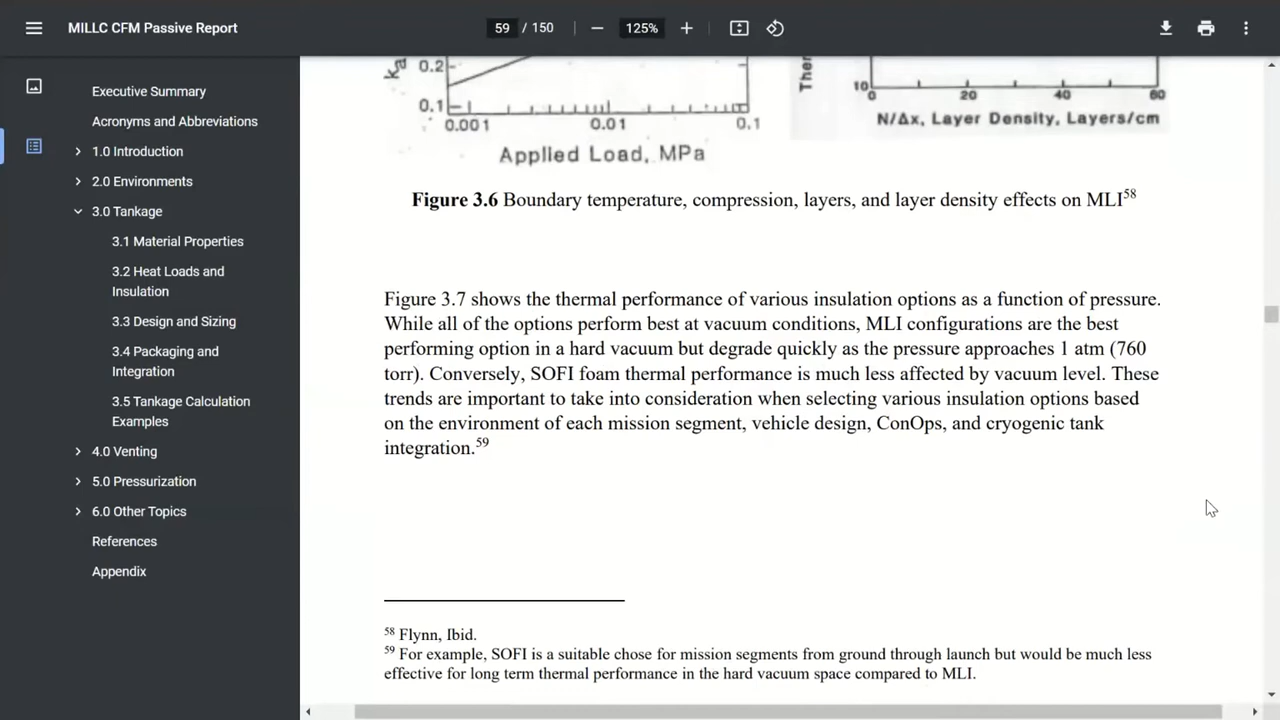 MILLC CFM Passive Report
59 / 150
125%
Executive Summary
Acronyms and Abbreviations
1.0 Introduction
2.0 Environments
3.0 Tankage
3.1 Material Properties
3.2 Heat Loads and
Insulation
3.3 Design and Sizing
3.4 Packaging and
Integration
3.5 Tankage Calculation
Examples
4.0 Venting
5.0 Pressurization
6.0 Other Topics
References
Appendix
0.2
0.1
0.001 0.01 0.1
Applied Load, MPa
Ther
10
0 20 40 60
N/Δx, Layer Density, Layers/cm
Figure 3.6 Boundary temperature, compression, layers, and layer density effects on MLI58
Figure 3.7 shows the thermal performance of various insulation options as a function of pressure.
While all of the options perform best at vacuum conditions, MLI configurations are the best
performing option in a hard vacuum but degrade quickly as the pressure approaches 1 atm (760
torr). Conversely, SOFI foam thermal performance is much less affected by vacuum level. These
trends are important to take into consideration when selecting various insulation options based
on the environment of each mission segment, vehicle design, ConOps, and cryogenic tank
integration.59
58 Flynn, Ibid.
59 For example, SOFI is a suitable chose for mission segments from ground through launch but would be much less
effective for long term thermal performance in the hard vacuum space compared to MLI.